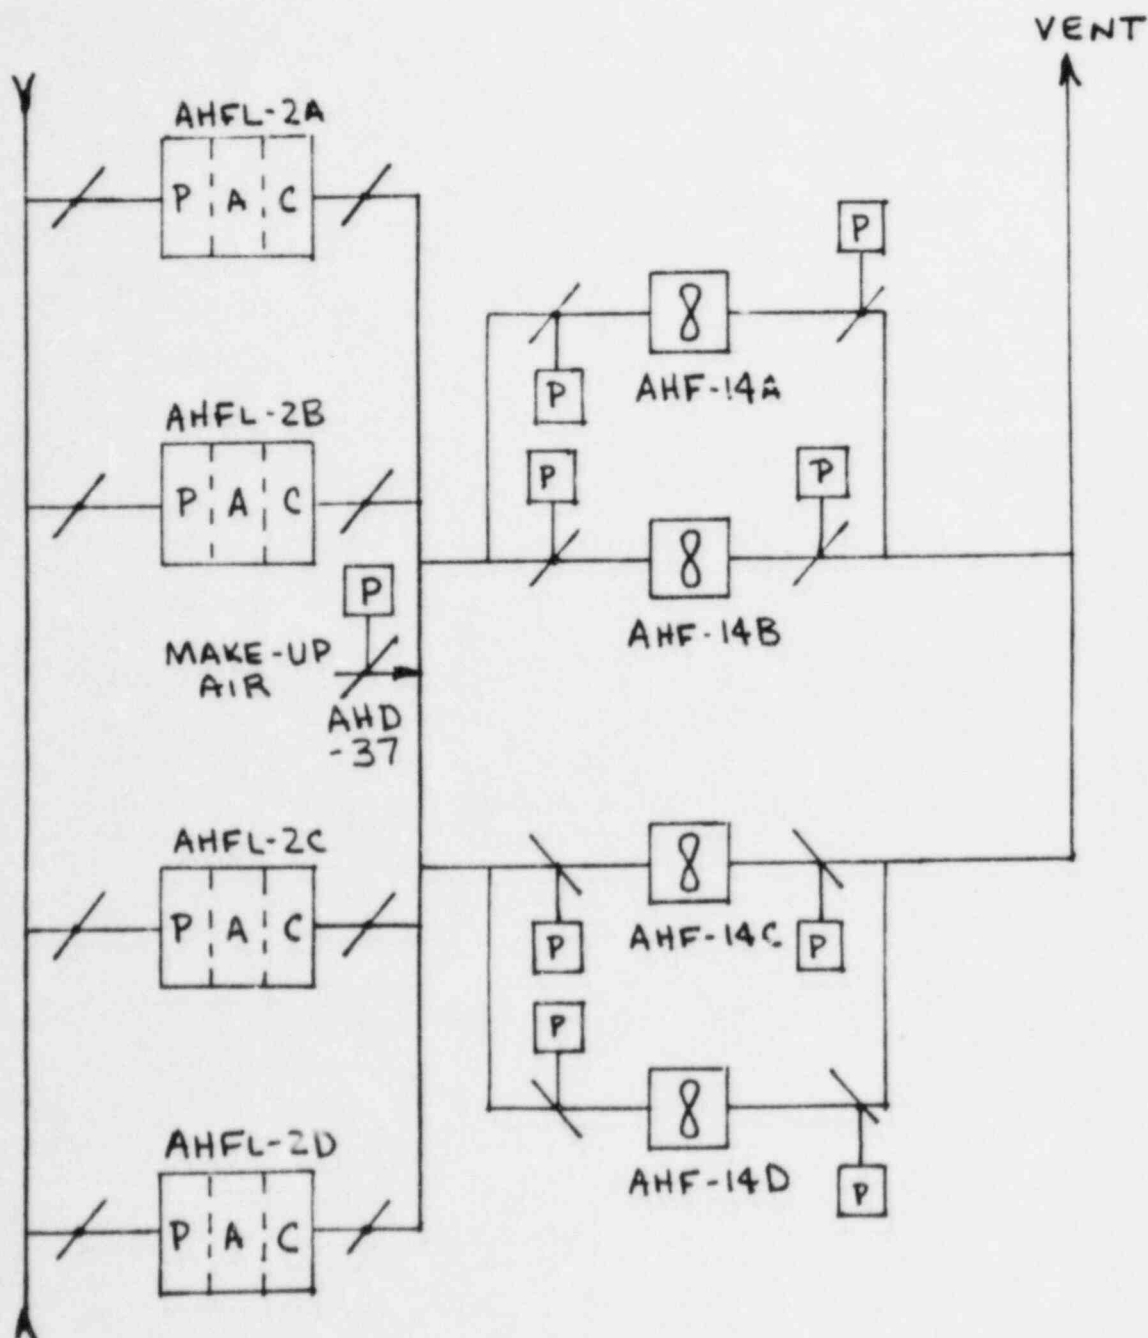 VENT
AHFL-2A
P A C
P
P
AHF-14A
AHFL-2B
P A C
P
P
AHF-14B
P
MAKE-UP
AIR
AHD
-37
AHFL-2C
P A C
P
AHF-14C
P
P
AHFL-2D
P A C
AHF-14D
P